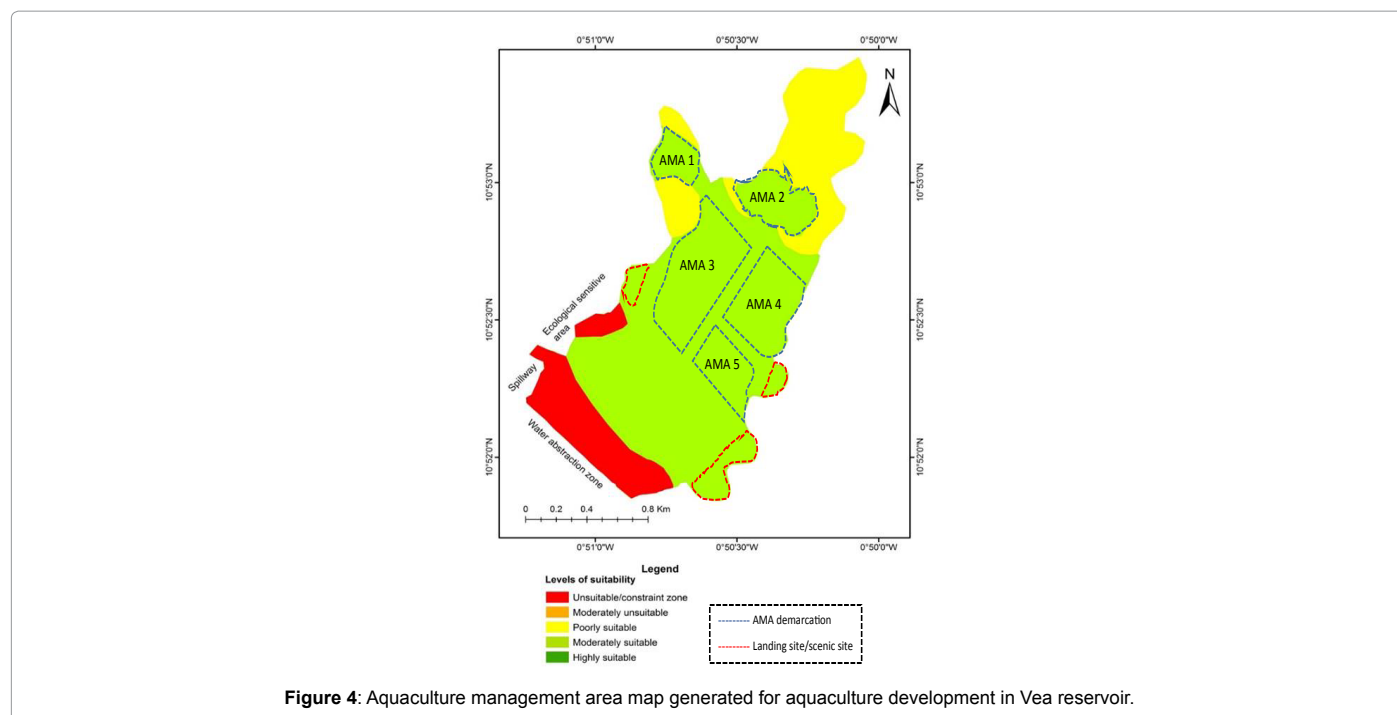 0°51'0"W
0°50'30"W
0°50'0"W
N
10°53'0"N
10°53'0"N
AMA 1
AMA 2
AMA 3
AMA 4
AMA 5
Ecological sensitive
area
10°52'30"N
10°52'30"N
Spillway
Water abstraction zone
10°52'0"N
10°52'0"N
0 0.2 0.4 0.8 Km
0°51'0"W
0°50'30"W
0°50'0"W
Legend
Levels of suitability
Unsuitable/constraint zone
Moderately unsuitable
Poorly suitable
Moderately suitable
Highly suitable
AMA demarcation
Landing site/scenic site
Figure 4: Aquaculture management area map generated for aquaculture development in Vea reservoir.